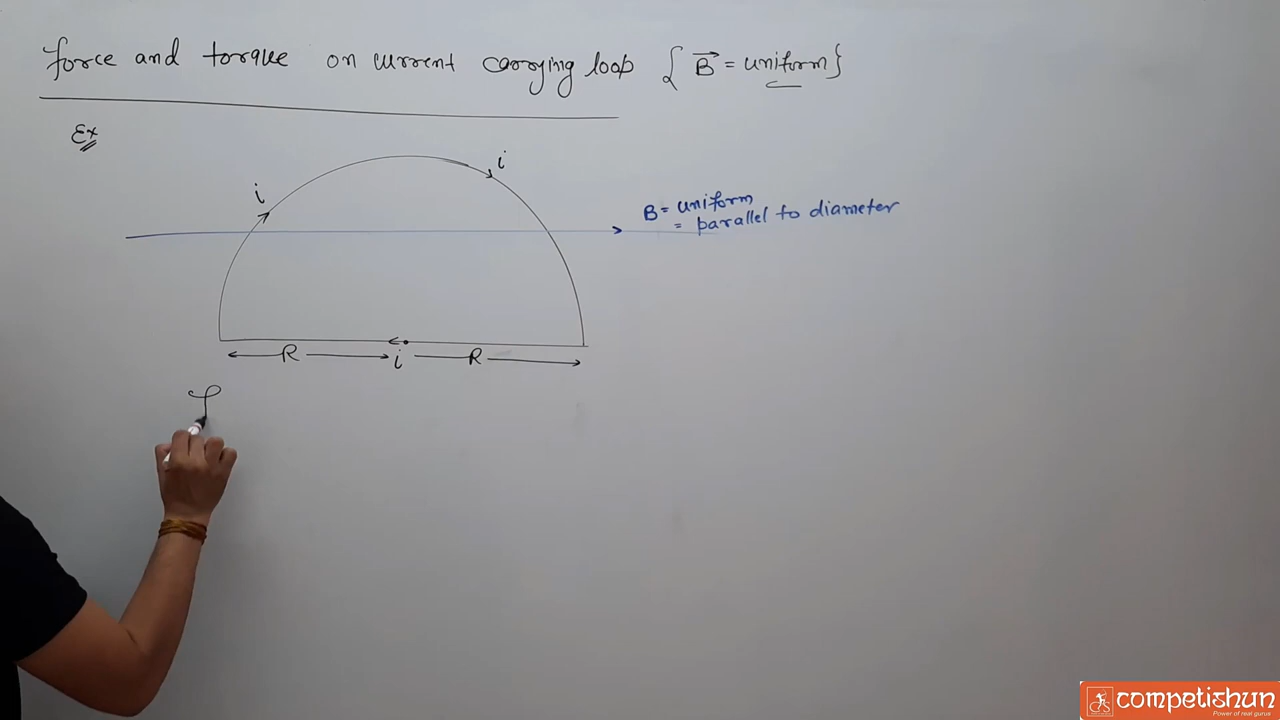 force and torque on current carrying loop { B⃗ = uniform }
Ex
i
i
B = uniform
= parallel to diameter
R i R
competishun
Power of real gurus